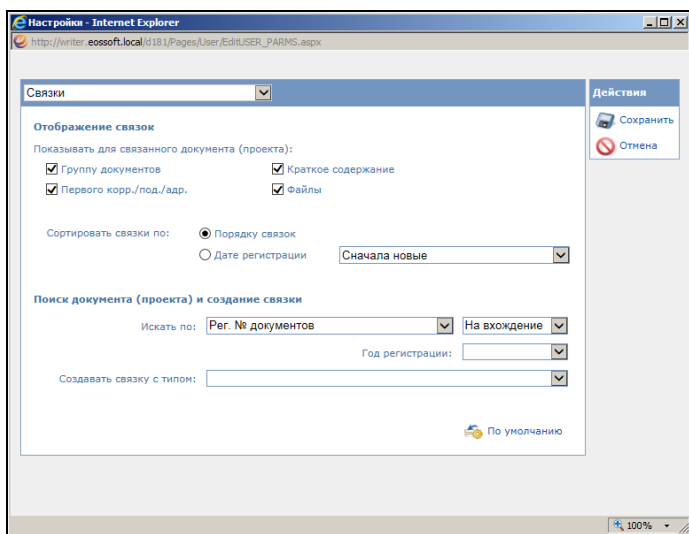 Настройки - Internet Explorer
http://writer.eossoft.local/d181/Pages/User/EditUSER_PARMS.aspx
Связки
Действия
Сохранить
Отмена
Отображение связок
Показывать для связанного документа (проекта):
Группу документов Краткое содержание
Первого корр./под./адр. Файлы
Сортировать связки по: Порядку связок
Дате регистрации Сначала новые
Поиск документа (проекта) и создание связки
Искать по: Рег. № документов На вхождение
Год регистрации:
Создавать связку с типом:
По умолчанию
100%